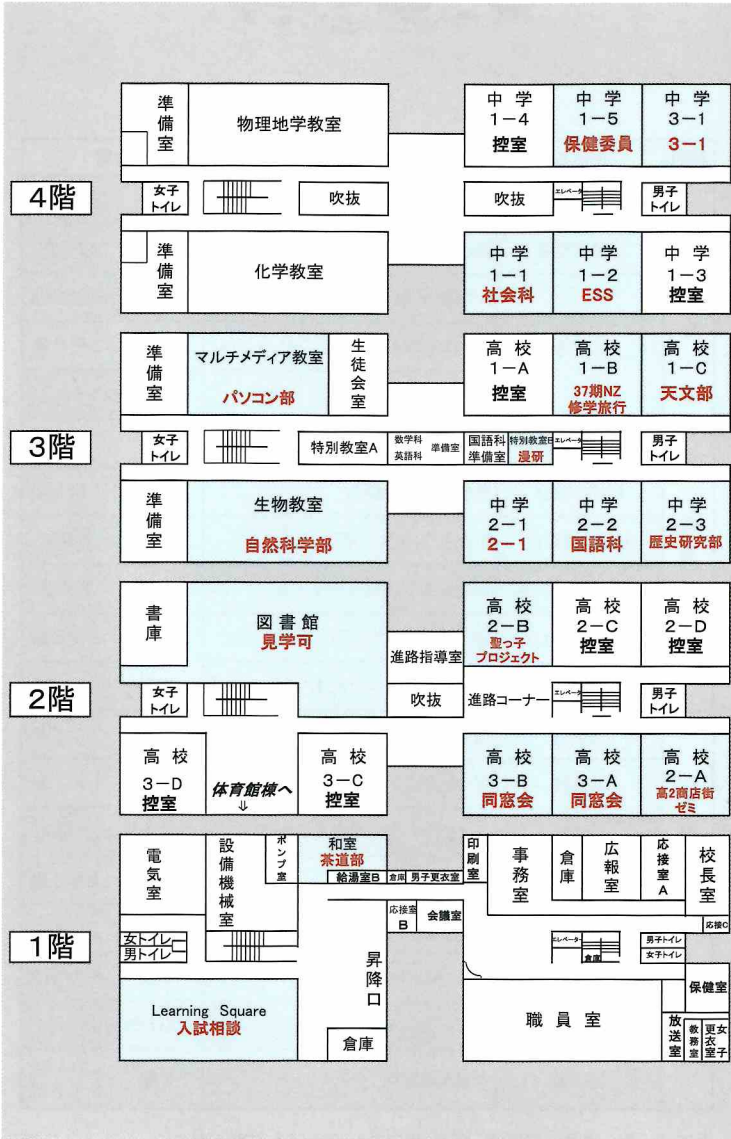 4階
準備室
物理地学教室
中学
1-4
控室
中学
1-5
保健委員
中学
3-1
3-1
女子
トイレ
吹抜
吹抜
エレベーター
男子
トイレ
準備室
化学教室
中学
1-1
社会科
中学
1-2
ESS
中学
1-3
控室
3階
準備室
マルチメディア教室
パソコン部
生徒会室
高校
1-A
控室
高校
1-B
37期NZ
修学旅行
高校
1-C
天文部
女子
トイレ
特別教室A
数学科
英語科
準備室
国語科
準備室
特別教室B
漫研
エレベーター
男子
トイレ
準備室
生物教室
自然科学部
中学
2-1
2-1
中学
2-2
国語科
中学
2-3
歴史研究部
2階
書庫
図書館
見学可
進路指導室
高校
2-B
聖っ子
プロジェクト
高校
2-C
控室
高校
2-D
控室
女子
トイレ
吹抜
進路コーナー
エレベーター
男子
トイレ
高校
3-D
控室
体育館棟へ
⇓
高校
3-C
控室
高校
3-B
同窓会
高校
3-A
同窓会
高校
2-A
高2商店街
ゼミ
1階
電気室
設備機械室
ポンプ室
和室
茶道部
給湯室B
倉庫
男子更衣室
印刷室
事務室
倉庫
広報室
応接室A
校長室
応接室
B
会議室
応接C
女トイレ
男トイレ
昇降口
エレベーター
倉庫
男子トイレ
女子トイレ
Learning Square
入試相談
倉庫
職員室
保健室
放送室
教務室
女子更衣室